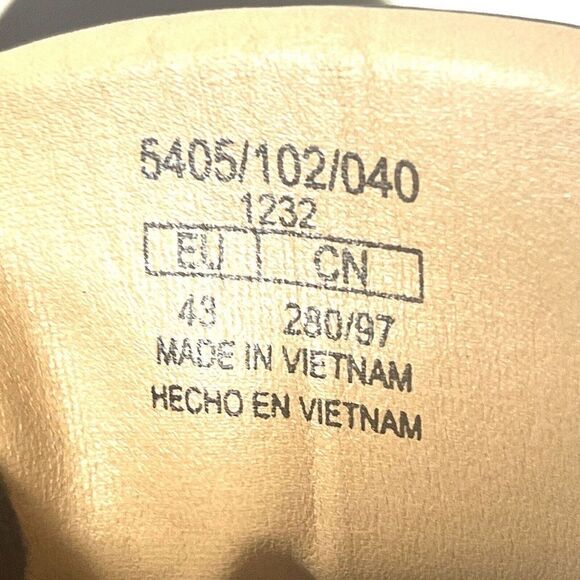 5405/102/040
1232
EU CN
43 280/97
MADE IN VIETNAM
HECHO EN VIETNAM